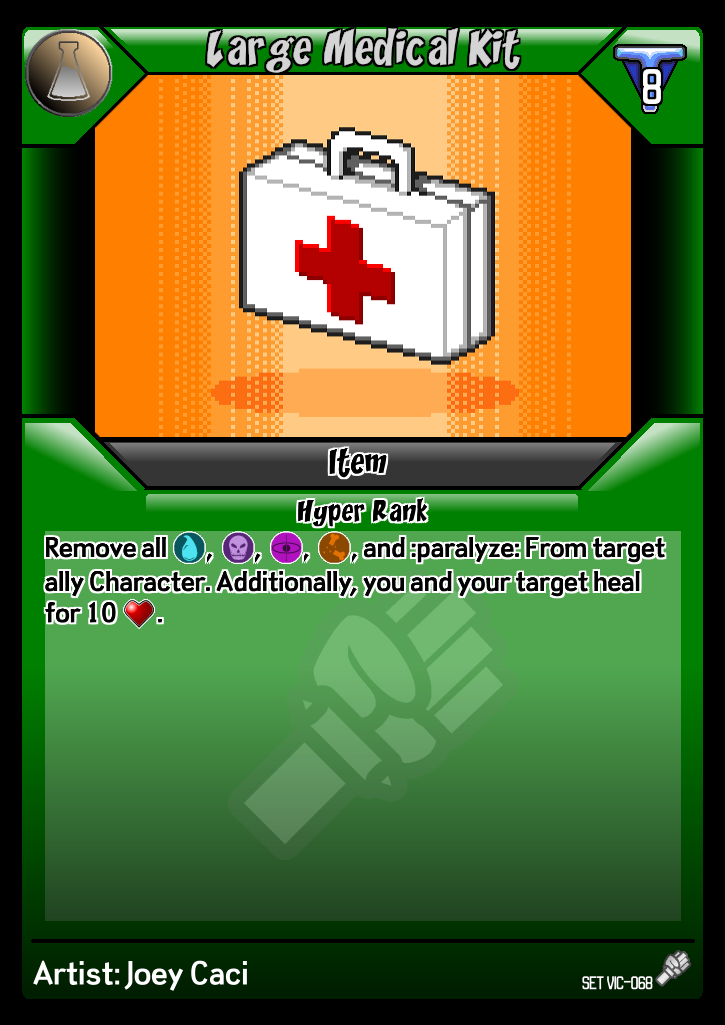 Large Medical Kit
8
Item
Hyper Rank
Remove all , , , , and :paralyze: From target
ally Character. Additionally, you and your target heal
for 10 .
Artist: Joey Caci
SET VIC-068